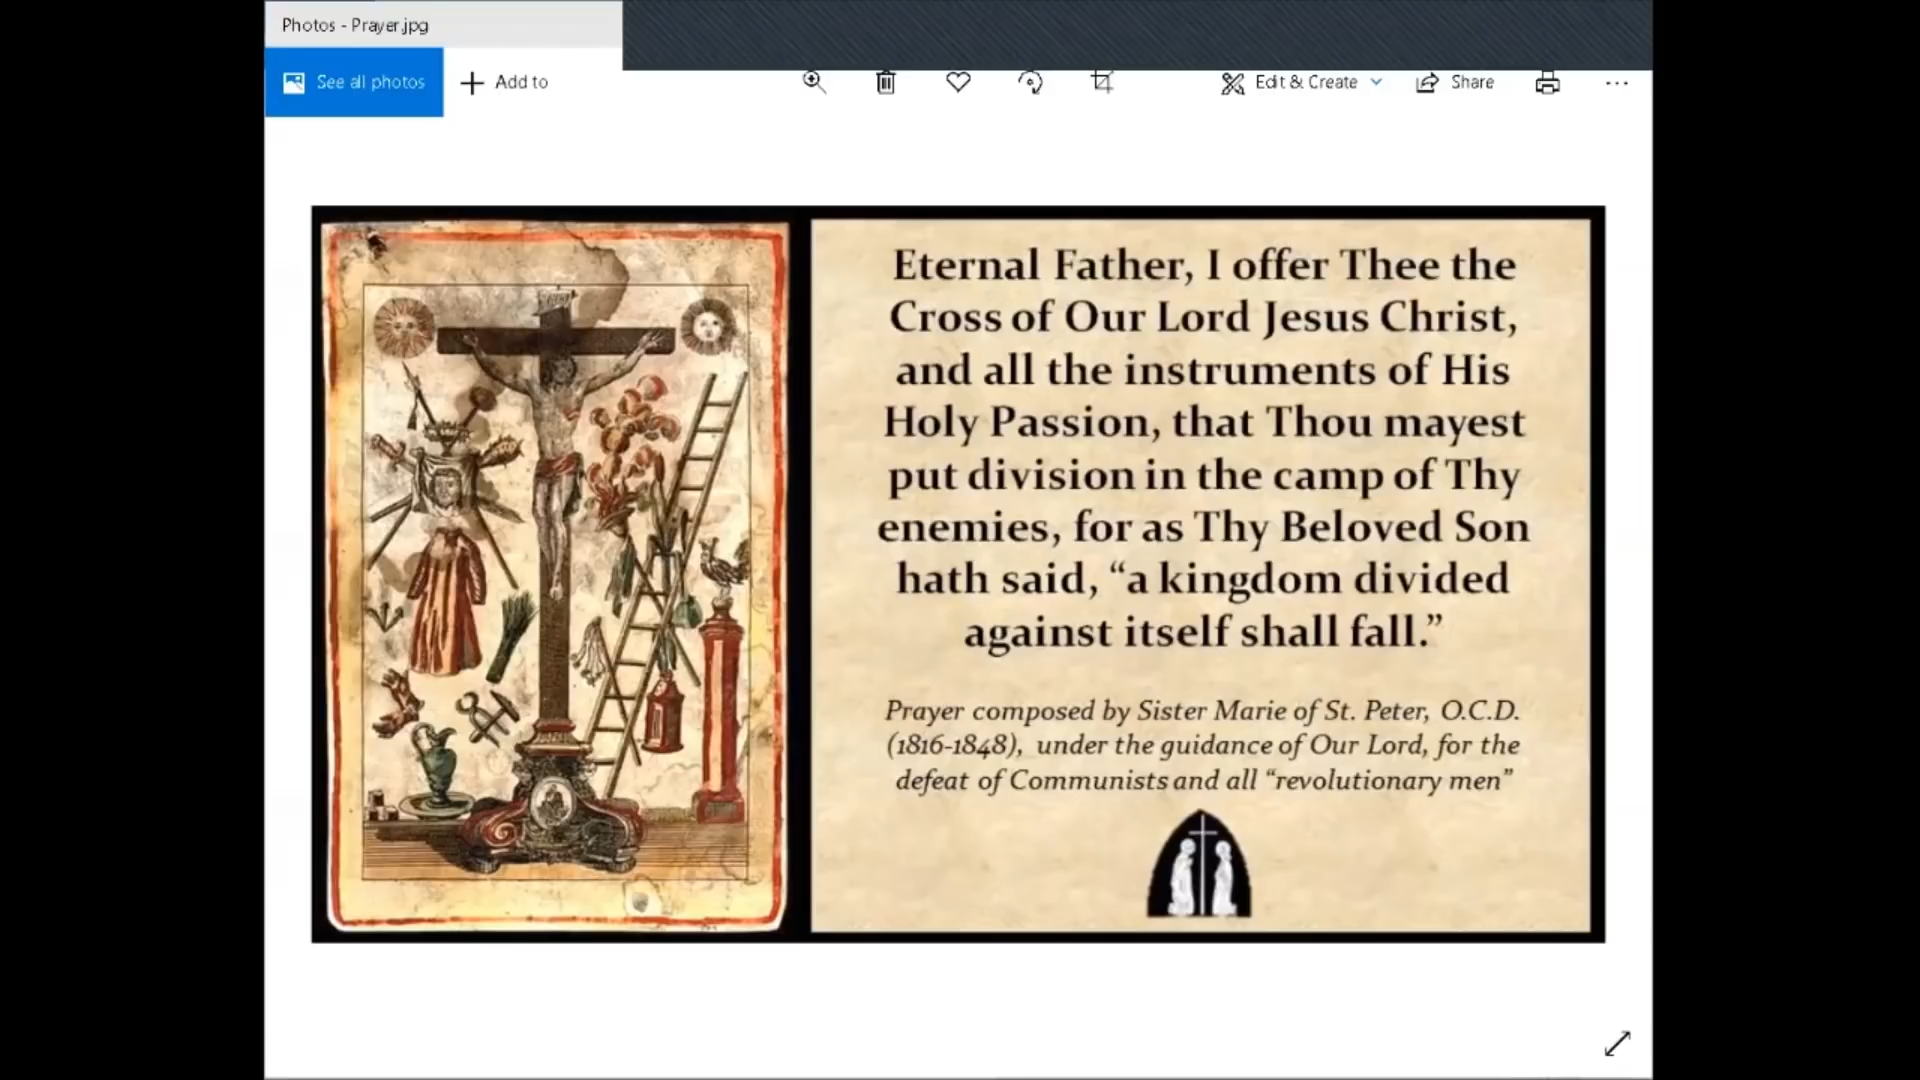 Photos - Prayer.jpg
See all photos
Add to
Edit & Create
Share
Eternal Father, I offer Thee the
Cross of Our Lord Jesus Christ,
and all the instruments of His
Holy Passion, that Thou mayest
put division in the camp of Thy
enemies, for as Thy Beloved Son
hath said, “a kingdom divided
against itself shall fall.”
Prayer composed by Sister Marie of St. Peter, O.C.D.
(1816-1848), under the guidance of Our Lord, for the
defeat of Communists and all “revolutionary men”